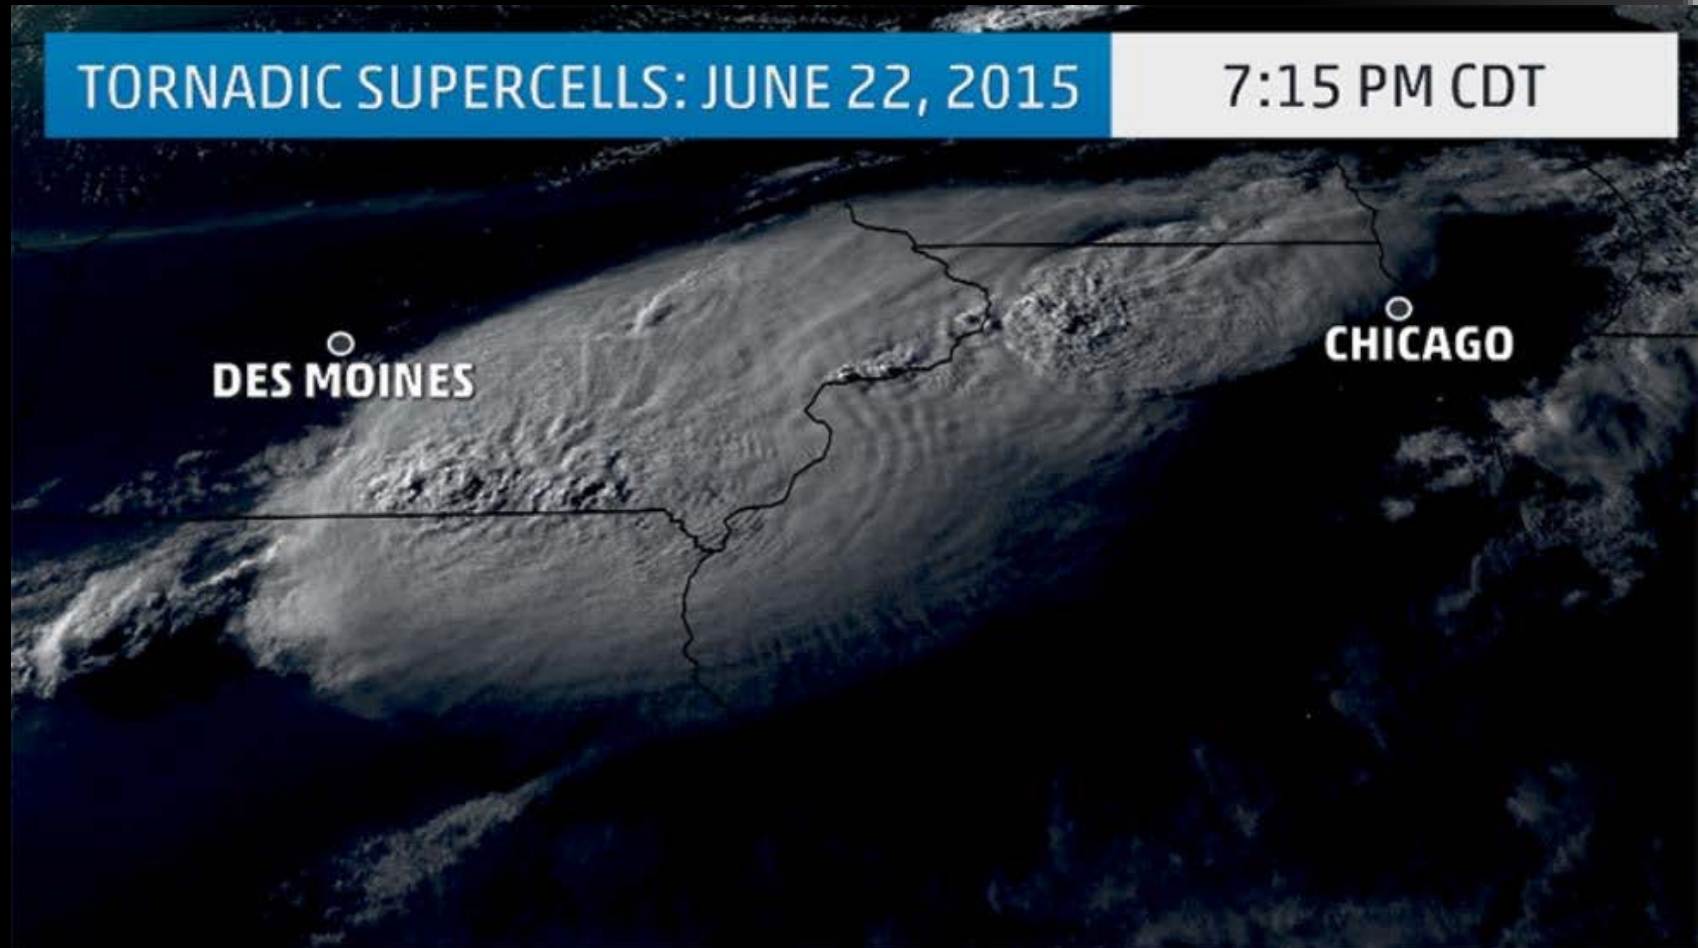 TORNADIC SUPERCELLS: JUNE 22, 2015
7:15 PM CDT
DES MOINES
CHICAGO